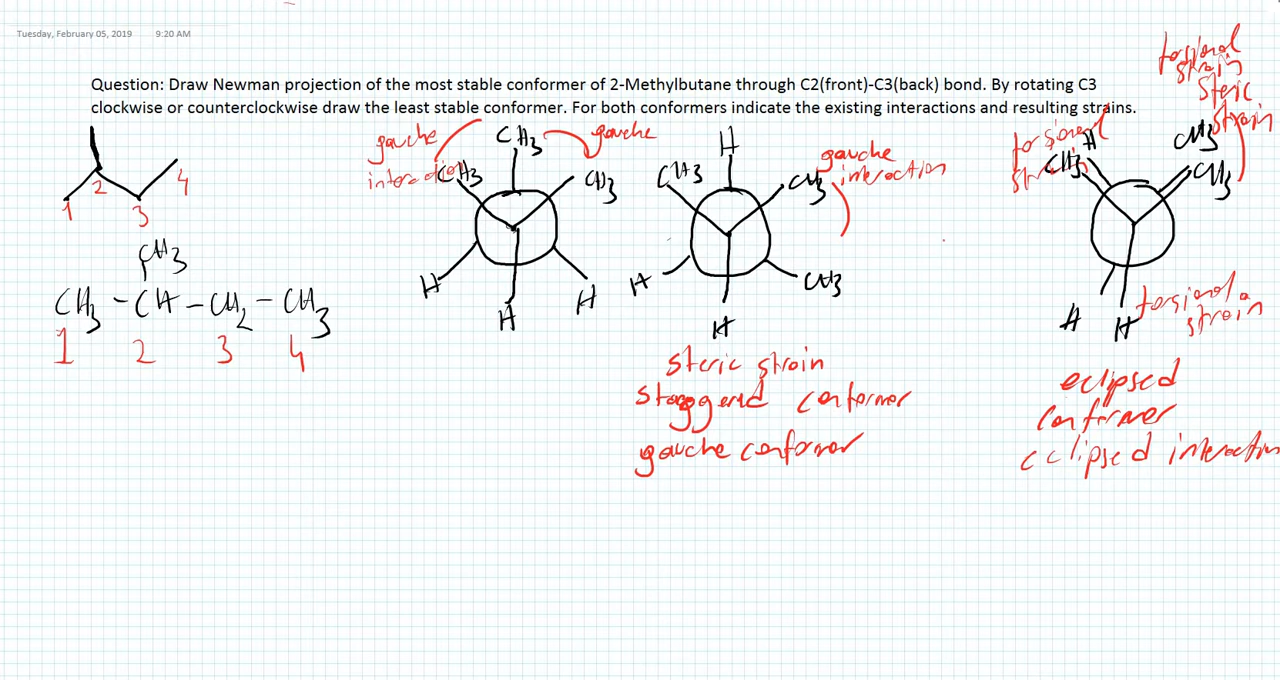 Tuesday, February 05, 2019 9:20 AM
Question: Draw Newman projection of the most stable conformer of 2-Methylbutane through C2(front)-C3(back) bond. By rotating C3
clockwise or counterclockwise draw the least stable conformer. For both conformers indicate the existing interactions and resulting strains.
1
2
3
4
CH3
CH3 - CH - CH2 - CH3
1 2 3 4
gauche
interaction
CH3
gauche
CH3
CH3
H
H
H
H
CH3
CH3
gauche
interaction
H
CH3
H
steric strain
staggered conformer
gauche conformer
torsional
strain
steric
strain
torsional
strain
H
CH3
CH3
CH3
H
H
torsional
strain
eclipsed
conformer
eclipsed interaction